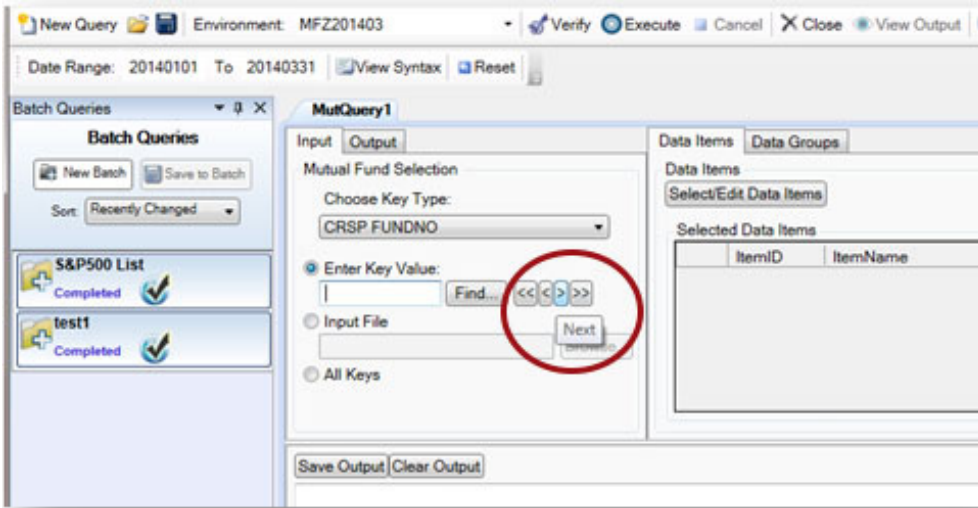 New Query Environment: MFZ201403 Verify Execute Cancel Close View Output
Date Range: 20140101 To 20140331 View Syntax Reset
Batch Queries
Batch Queries
New Batch Save to Batch
Sort: Recently Changed
S&P500 List
Completed
test1
Completed
MutQuery1
Input Output
Mutual Fund Selection
Choose Key Type:
CRSP FUNDNO
Enter Key Value:
Find... << < > >>
Next
Input File
Browse...
All Keys
Data Items Data Groups
Data Items
Select/Edit Data Items
Selected Data Items
ItemID ItemName
Save Output Clear Output